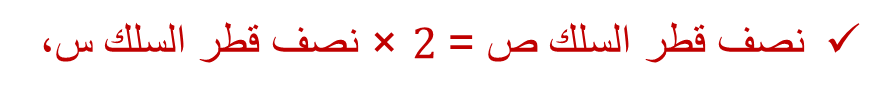 ✓ نصف قطر السلك ص = 2 × نصف قطر السلك س،